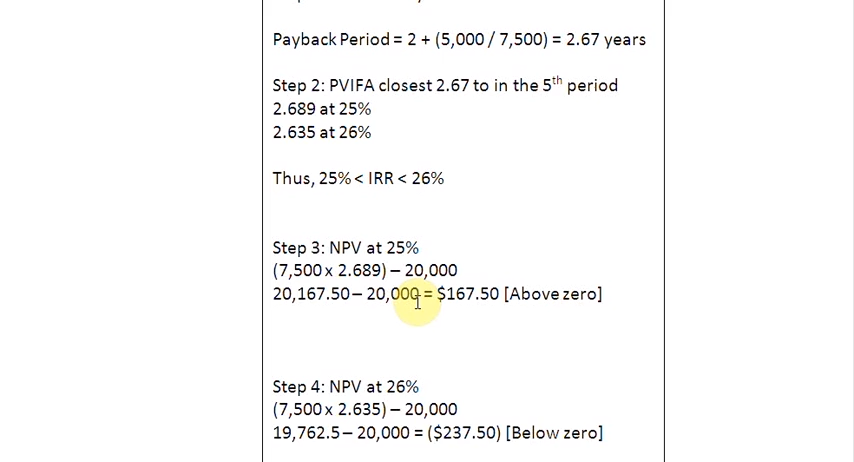 Payback Period = 2 + (5,000 / 7,500) = 2.67 years
Step 2: PVIFA closest 2.67 to in the 5th period
2.689 at 25%
2.635 at 26%
Thus, 25% < IRR < 26%
Step 3: NPV at 25%
(7,500 x 2.689) – 20,000
20,167.50 – 20,000 = $167.50 [Above zero]
Step 4: NPV at 26%
(7,500 x 2.635) – 20,000
19,762.5 – 20,000 = ($237.50) [Below zero]